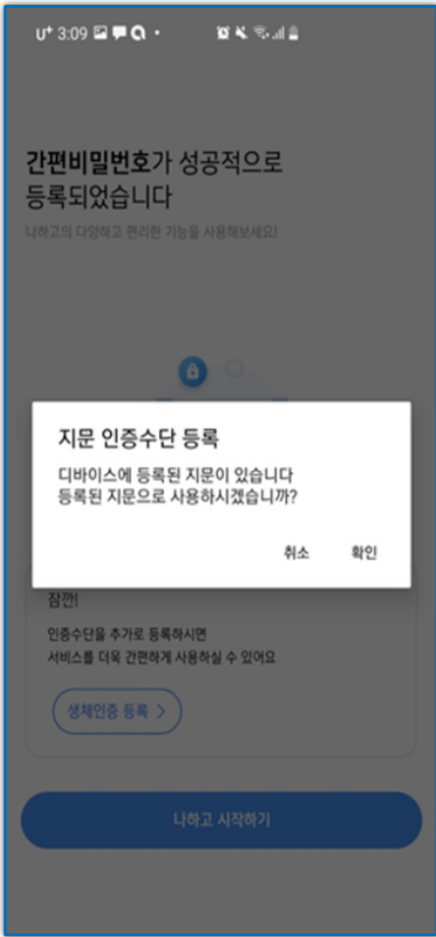 U+ 3:09
간편비밀번호가 성공적으로
등록되었습니다
나하고의 다양하고 편리한 기능을 사용해보세요!
지문 인증수단 등록
디바이스에 등록된 지문이 있습니다
등록된 지문으로 사용하시겠습니까?
취소 확인
잠깐!
인증수단을 추가로 등록하시면
서비스를 더욱 간편하게 사용하실 수 있어요
생체인증 등록 >
나하고 시작하기